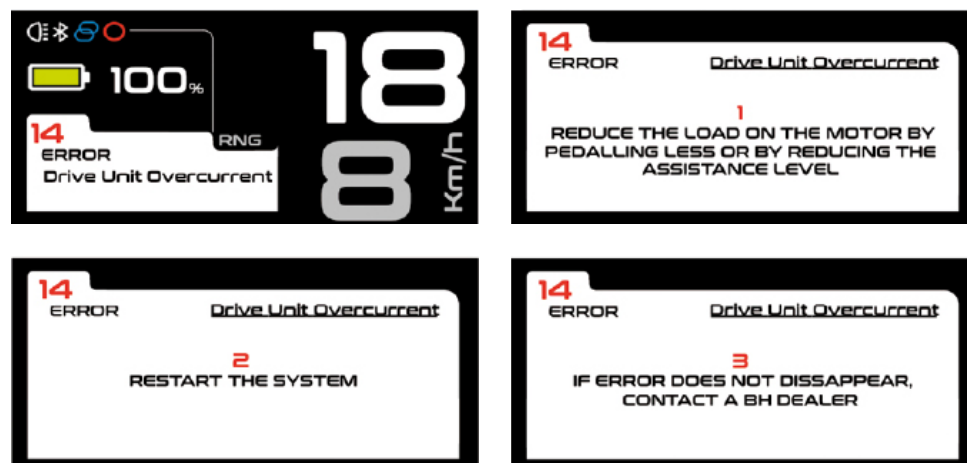 100%
RNG
14
ERROR
Drive Unit Overcurrent
18
8
Km/h
14
ERROR
Drive Unit Overcurrent
1
REDUCE THE LOAD ON THE MOTOR BY
PEDALLING LESS OR BY REDUCING THE
ASSISTANCE LEVEL
14
ERROR
Drive Unit Overcurrent
2
RESTART THE SYSTEM
14
ERROR
Drive Unit Overcurrent
3
IF ERROR DOES NOT DISSAPPEAR,
CONTACT A BH DEALER